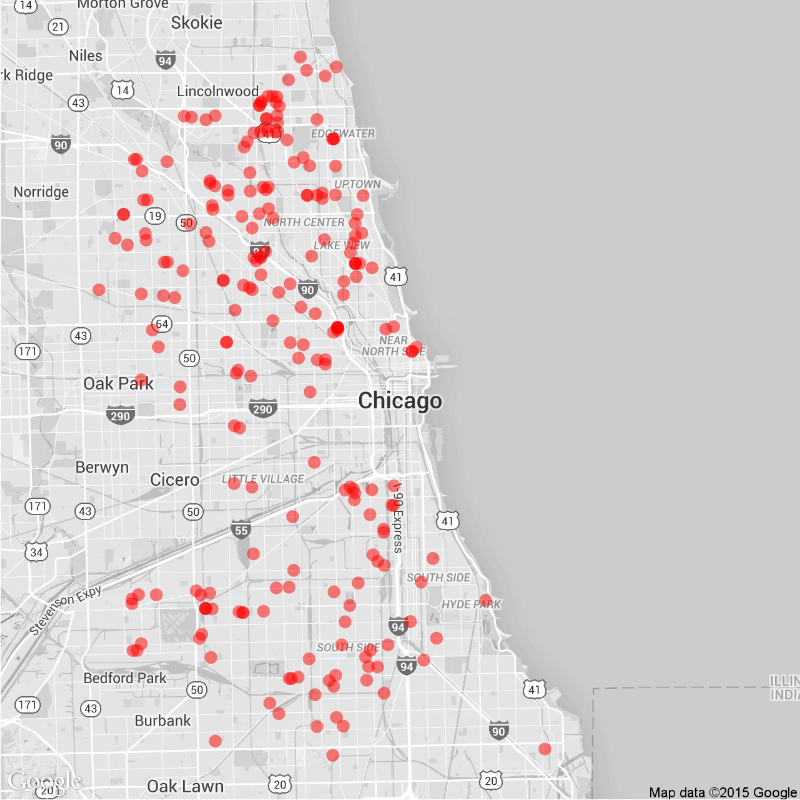 14
Morton Grove
21
Skokie
Niles
94
rk Ridge
14
Lincolnwood
43
41
EDGEWATER
90
Norridge
UPTOWN
19
50
NORTH CENTER
LAKE VIEW
94
41
90
64
43
171
50
NEAR
NORTH SIDE
Oak Park
290
290
Chicago
Berwyn
Cicero
LITTLE VILLAGE
171
43
50
I-90 Express
41
55
34
SOUTH SIDE
Stevenson Expy
HYDE PARK
94
SOUTH SIDE
94
Bedford Park
50
41
ILLIN
INDIA
171
43
Burbank
90
Google
20
Oak Lawn
20
20
Map data ©2015 Google